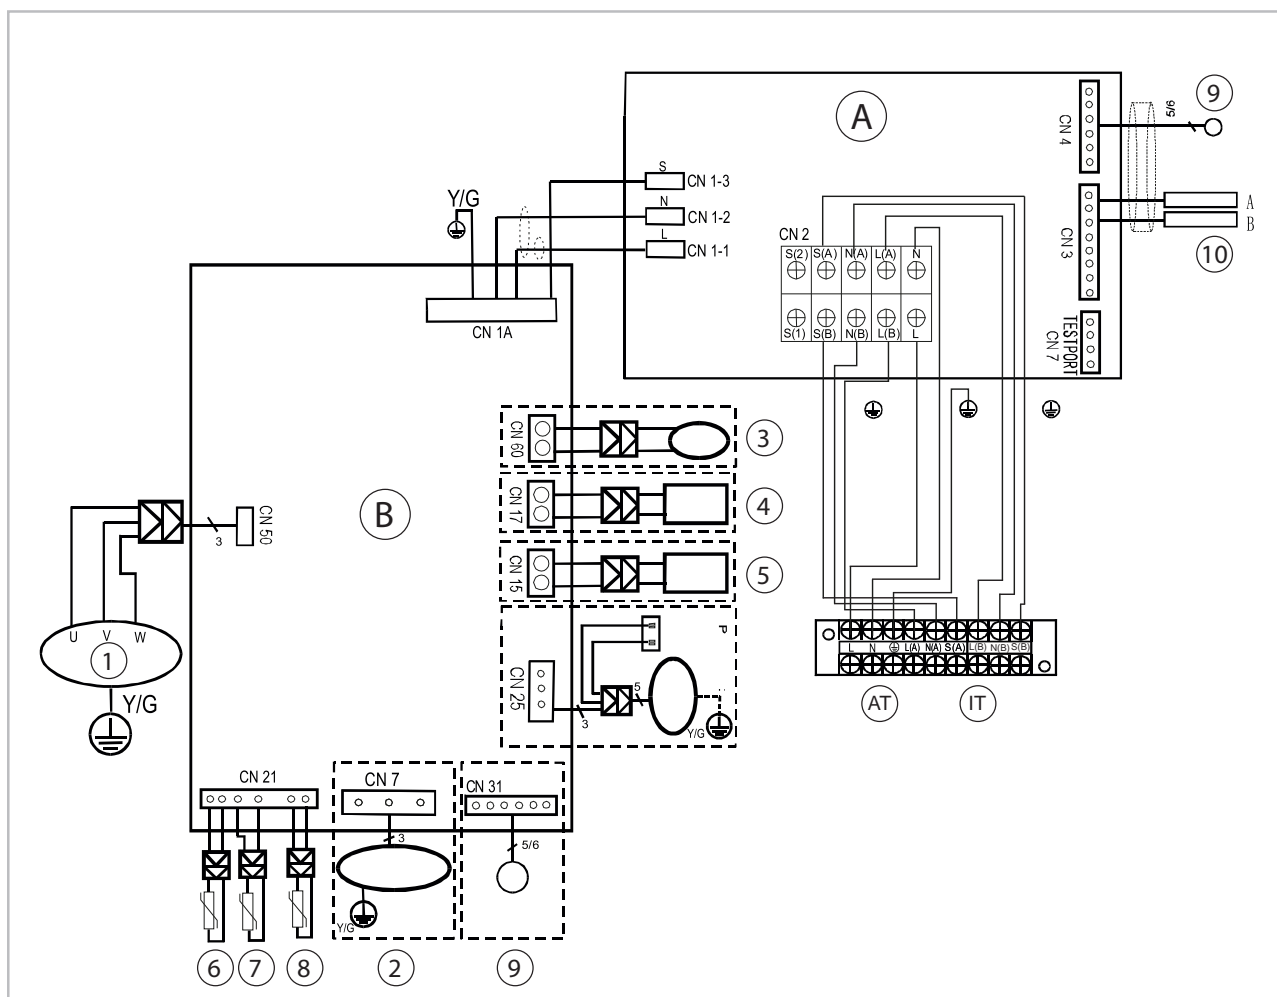 A
CN 4
5/6
9
S
CN 1-3
N
CN 1-2
L
CN 1-1
Y/G
A
B
10
CN 3
CN 2
S(2) S(A) N(A) L(A) N
S(1) S(B) N(B) L(B) L
TESTPORT
CN 7
CN 1A
B
CN 60
3
CN 17
4
CN 15
5
CN 50
3
U V W
1
Y/G
P
CN 25
5
3
Y/G
L N L(A) N(A) S(A) L(B) N(B) S(B)
AT IT
CN 21
CN 7
CN 31
3
5/6
Y/G
6 7 8 2 9